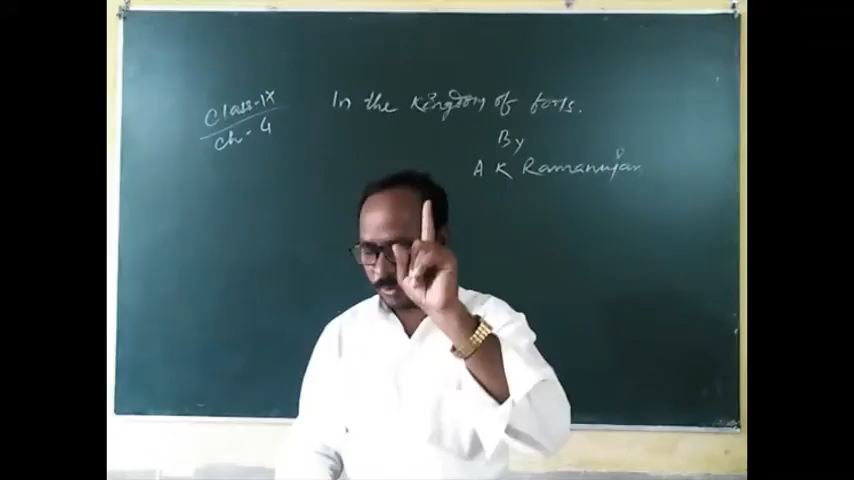 Class-IX
Ch-4
In the Kingdom of fools.
By
A K Ramanujan